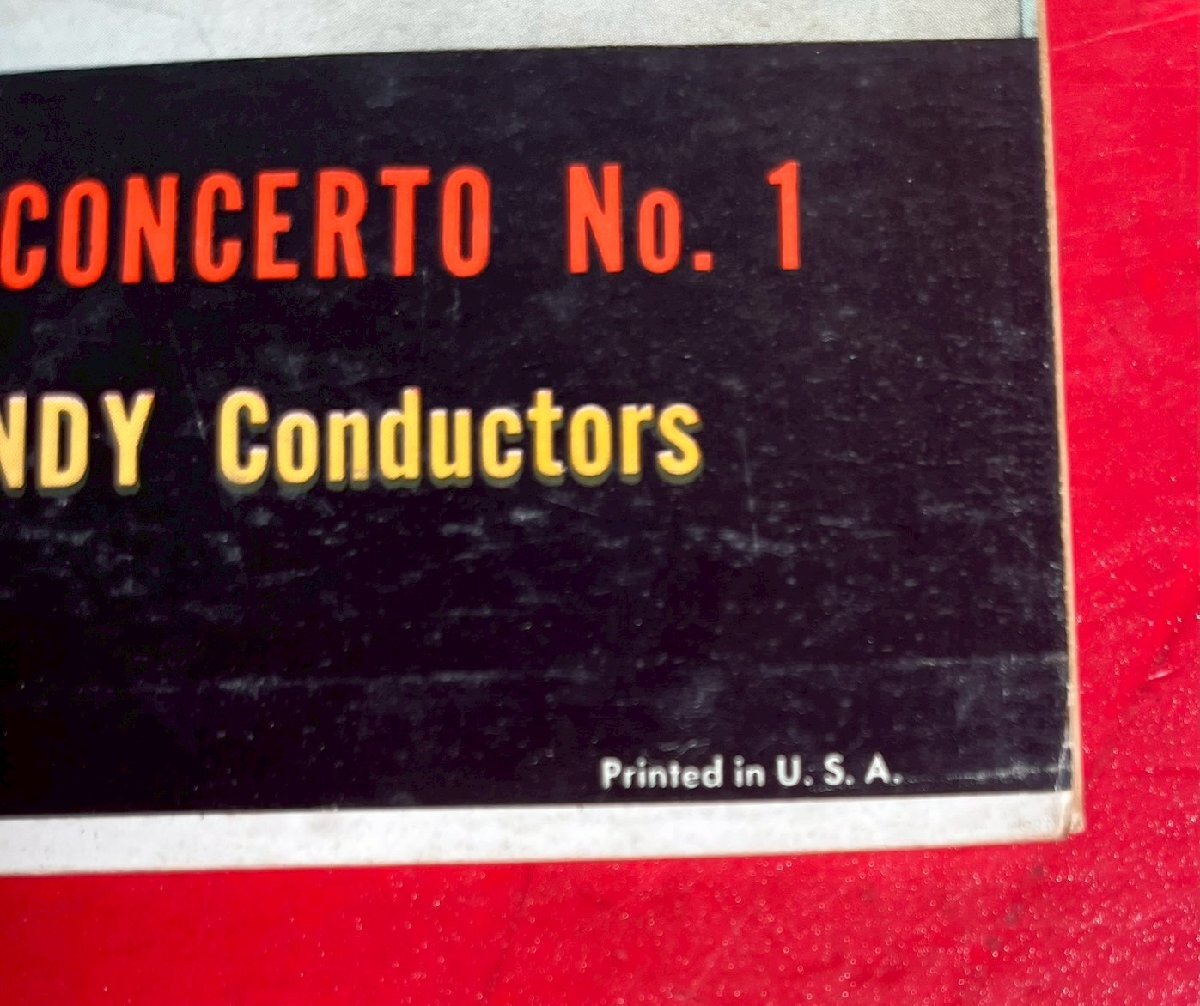 CONCERTO No. 1
NDY Conductors
Printed in U. S. A.